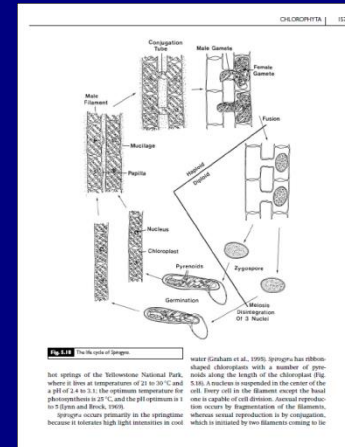 CHLOROPHYTA
Conjugation
Tube
Male Gamete
Female
Gamete
Male
Filament
Fusion
Mucilage
Papilla
Haploid
Diploid
Nucleus
Chloroplast
Pyrenoids
Zygospore
Germination
Meiosis
Disintegration
Of 3 Nuclei
Fig. 5.18 The life cycle of Spirogyra.
hot springs of the Yellowstone National Park,
where it lives at temperatures of 21 to 30 °C and
a pH of 2.4 to 3.1; the optimum temperature for
photosynthesis is 25 °C, and the pH optimum is 1
to 5 (Lynn and Brock, 1969).
Spirogyra occurs primarily in the springtime
because it tolerates high light intensities in cool
water (Graham et al., 1995). Spirogyra has ribbon-
shaped chloroplasts with a number of pyre-
noids along the length of the chloroplast (Fig.
5.18). A nucleus is suspended in the center of the
cell. Every cell in the filament except the basal
one is capable of cell division. Asexual reproduc-
tion occurs by fragmentation of the filaments,
whereas sexual reproduction is by conjugation,
which is initiated by two filaments coming to lie